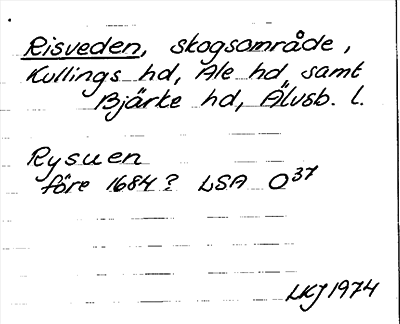 Risveden, skogsområde,
Kullings hd, Ale hd samt
Bjärke hd, Älvsb. l.
Rysuen
före 1684? LSA O37
LKJ 1974